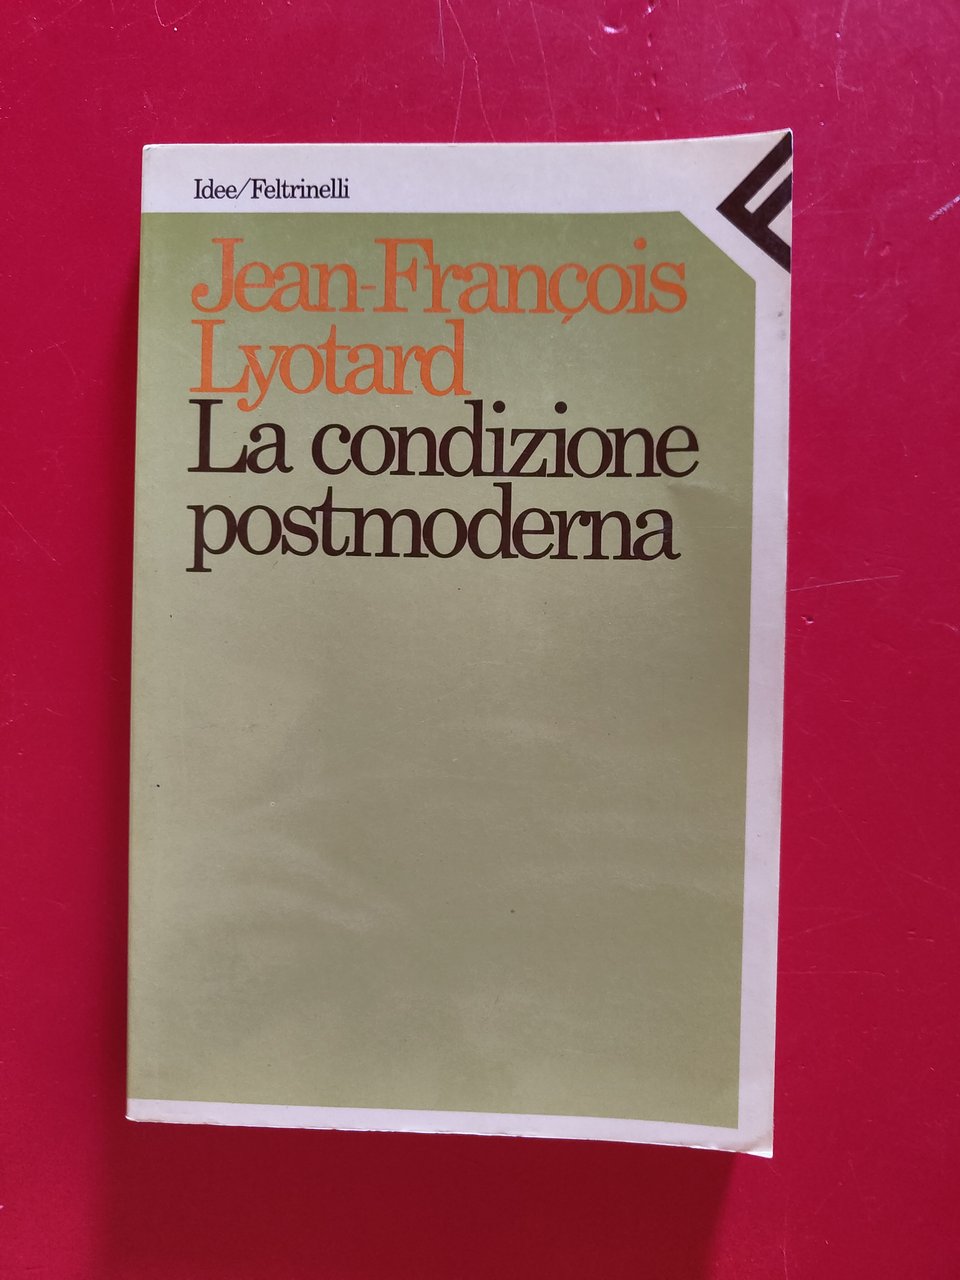 Idee/Feltrinelli
Jean-François
Lyotard
La condizione
postmoderna